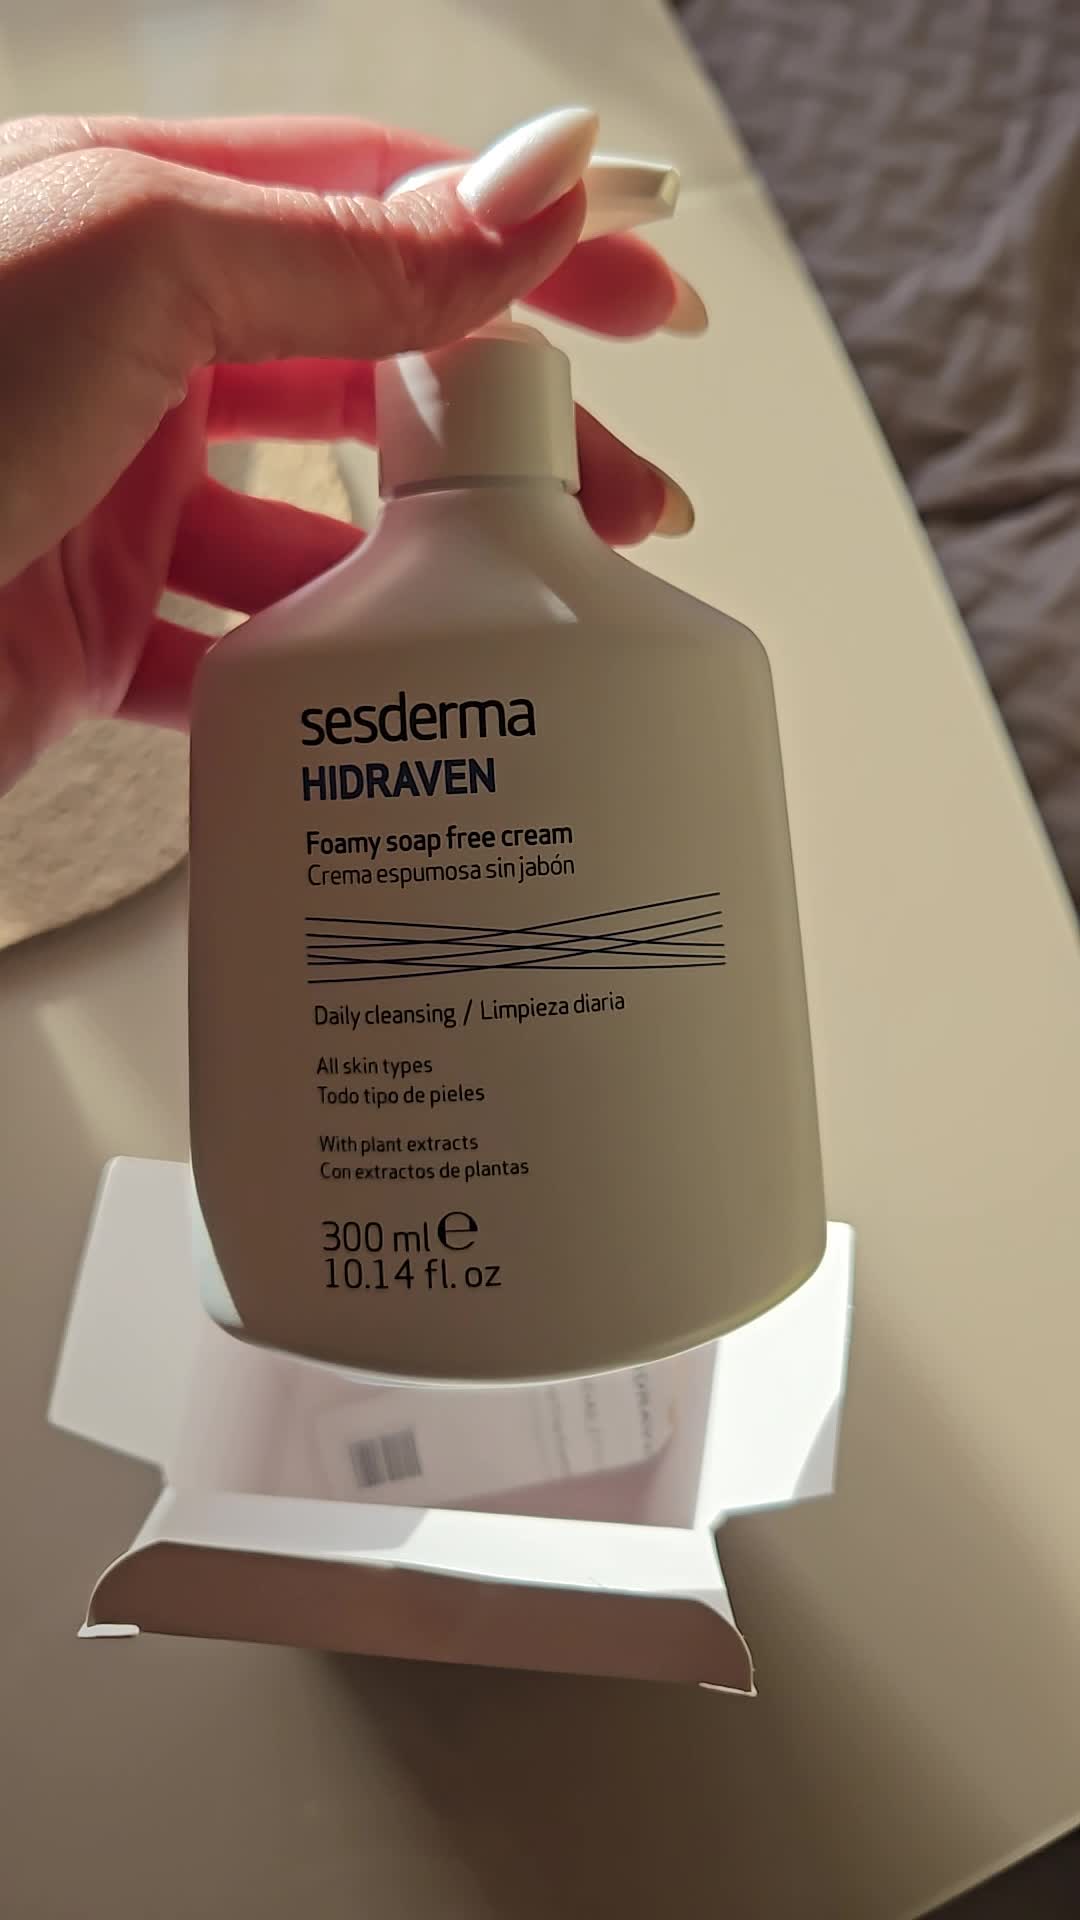 sesderma
HIDRAVEN
Foamy soap free cream
Crema espumosa sin jabón
Daily cleansing / Limpieza diaria
All skin types
Todo tipo de pieles
With plant extracts
Con extractos de plantas
300 ml e
10.14 fl. oz